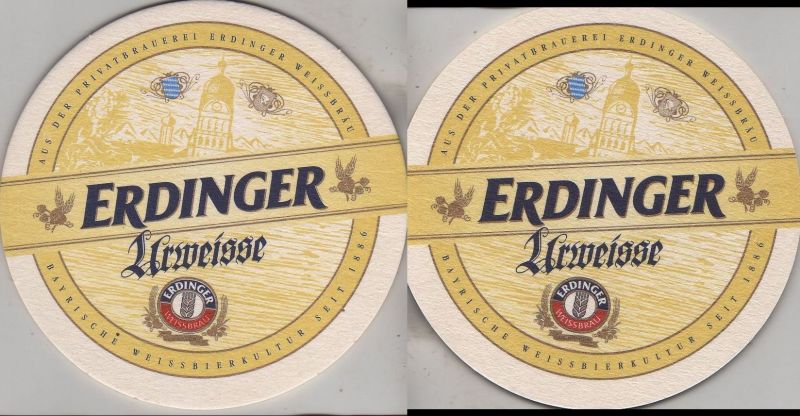 AUS DER PRIVATBRAUEREI ERDINGER WEISSBRÄU
ERDINGER
Urweisse
ERDINGER
WEISSBRÄU
BAYRISCHE WEISSBIERKULTUR SEIT 1886
AUS DER PRIVATBRAUEREI ERDINGER WEISSBRÄU
ERDINGER
Urweisse
ERDINGER
WEISSBRÄU
BAYRISCHE WEISSBIERKULTUR SEIT 1886